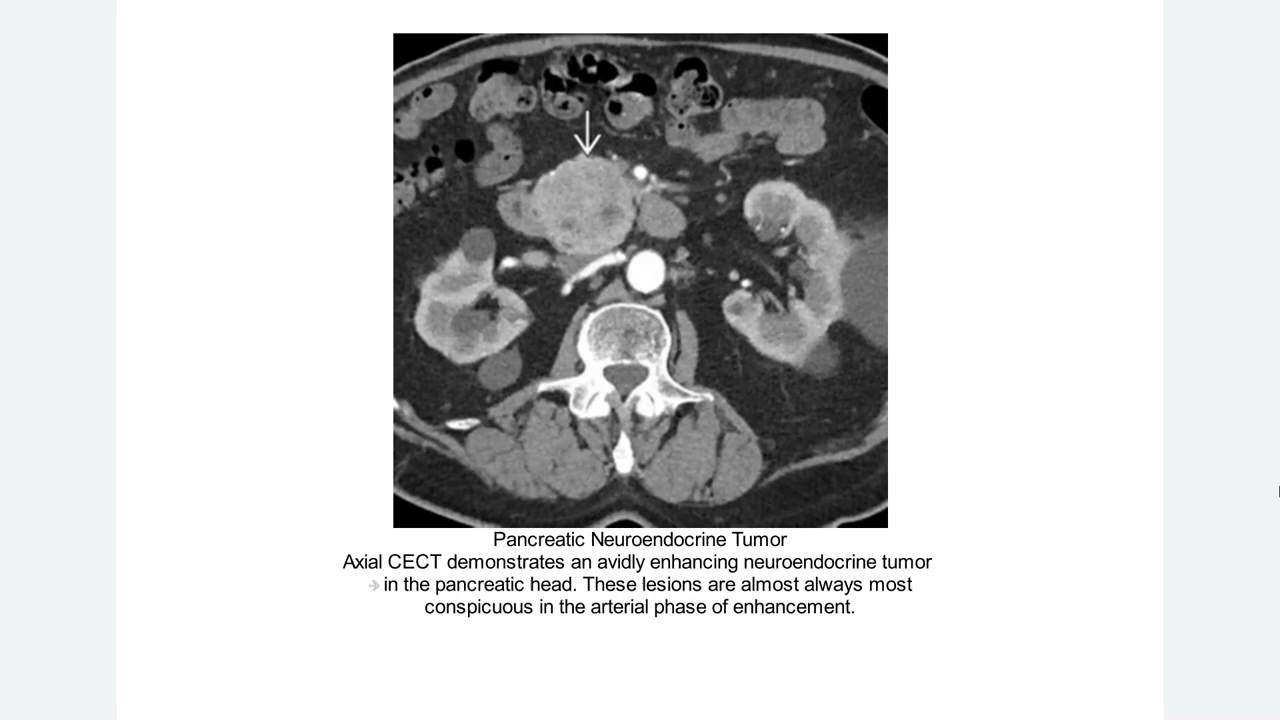 Pancreatic Neuroendocrine Tumor
Axial CECT demonstrates an avidly enhancing neuroendocrine tumor
in the pancreatic head. These lesions are almost always most
conspicuous in the arterial phase of enhancement.